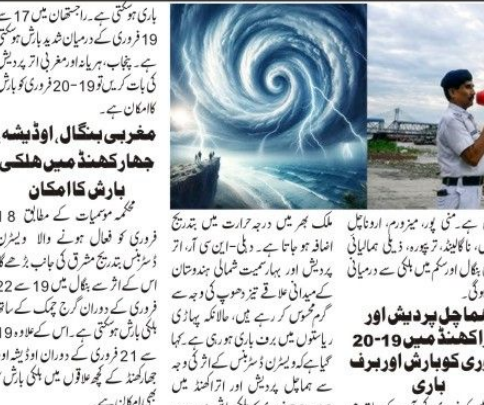 ہے۔ منی پور، میزورم، اروناچل
ناگالینڈ، تریپورہ، ذیلی ہمالیائی
بنگال اور سکم میں ہلکی سے درمیانی
ہوگی۔
ہماچل پردیش اور
اکھنڈ میں 19-20
ری کو بارش اور برف
باری
ملک بھر میں درجہ حرارت میں بتدریج
اضافہ ہو جاتا ہے۔ دہلی-این سی آر، اتر
پردیش اور بہار سمیت شمالی ہندوستان
کے میدانی علاقے تیز دھوپ کی وجہ سے
گرم محسوس کر رہے ہیں، حالانکہ پہاڑی
ریاستوں میں برف باری ہو رہی ہے۔ کہا
گیا ہے کہ ویسٹرن ڈسٹربنس کے اثر کی وجہ
سے ہماچل پردیش اور اتراکھنڈ میں
باری ہوسکتی ہے۔ راجستھان میں 17 سے
19 فروری کے درمیان شدید بارش ہوسکتی
ہے۔ پنجاب، ہریانہ اور مغربی اتر پردیش
کی بات کریں تو 19-20 فروری کو بارش
کا امکان ہے۔
مغربی بنگال، اوڈیشہ،
جھارکھنڈ میں ہلکی
بارش کا امکان
محکمہ موسمیات کے مطابق 18
فروری کو فعال ہونے والا ویسٹرن
ڈسٹربنس بتدریج مشرق کی جانب بڑھے گا
اس کے اثر سے بنگال میں 19 سے 22
فروری کے دوران گرج چمک کے ساتھ
ہلکی بارش ہوسکتی ہے۔ اس کے علاوہ 19
سے 21 فروری کے دوران اوڈیشہ اور
جھارکھنڈ کے کچھ علاقوں میں ہلکی بارش
بھی امکان ہے۔